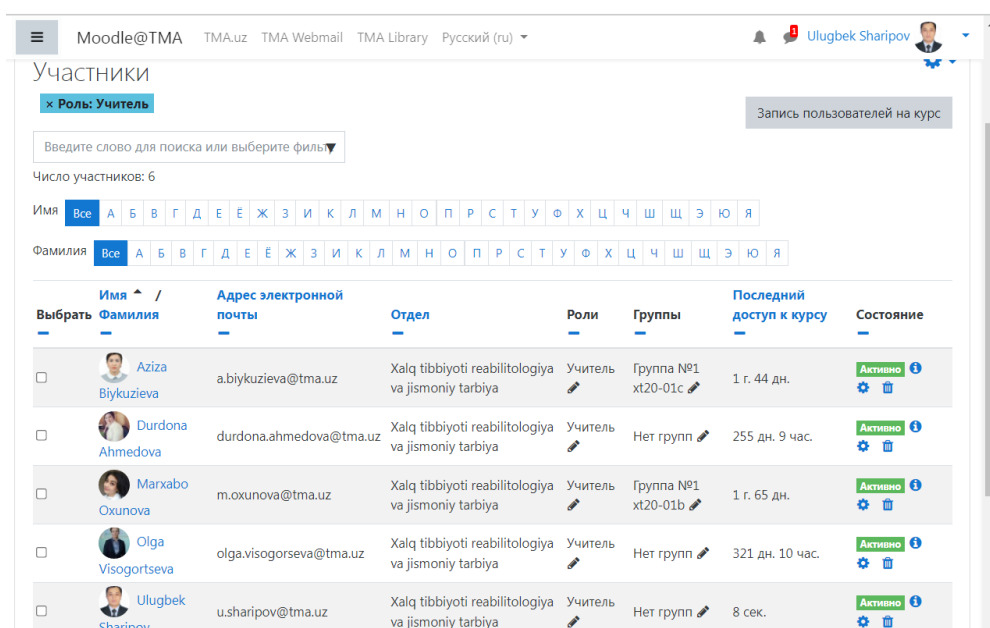 Moodle@TMA TMA.uz TMA Webmail TMA Library Русский (ru) 1 Ulugbek Sharipov
Участники
× Роль: Учитель
Запись пользователей на курс
Введите слово для поиска или выберите фильтр
Число участников: 6
Имя Все А Б В Г Д Е Ё Ж З И К Л М Н О П Р С Т У Ф Х Ц Ч Ш Щ Э Ю Я
Фамилия Все А Б В Г Д Е Ё Ж З И К Л М Н О П Р С Т У Ф Х Ц Ч Ш Щ Э Ю Я
Имя / Адрес электронной Последний
Выбрать Фамилия почты Отдел Роли Группы доступ к курсу Состояние
Aziza Xalq tibbiyoti reabilitologiya Учитель Группа №1 Активно
Biykuzieva a.biykuzieva@tma.uz va jismoniy tarbiya xt20-01c 1 г. 44 дн.
Durdona Xalq tibbiyoti reabilitologiya Учитель Активно
Ahmedova durdona.ahmedova@tma.uz va jismoniy tarbiya Нет групп 255 дн. 9 час.
Marxabo Xalq tibbiyoti reabilitologiya Учитель Группа №1 Активно
Oxunova m.oxunova@tma.uz va jismoniy tarbiya xt20-01b 1 г. 65 дн.
Olga Xalq tibbiyoti reabilitologiya Учитель Активно
Visogortseva olga.visogorseva@tma.uz va jismoniy tarbiya Нет групп 321 дн. 10 час.
Ulugbek Xalq tibbiyoti reabilitologiya Учитель Активно
Sharipov u.sharipov@tma.uz va jismoniy tarbiya Нет групп 8 сек.